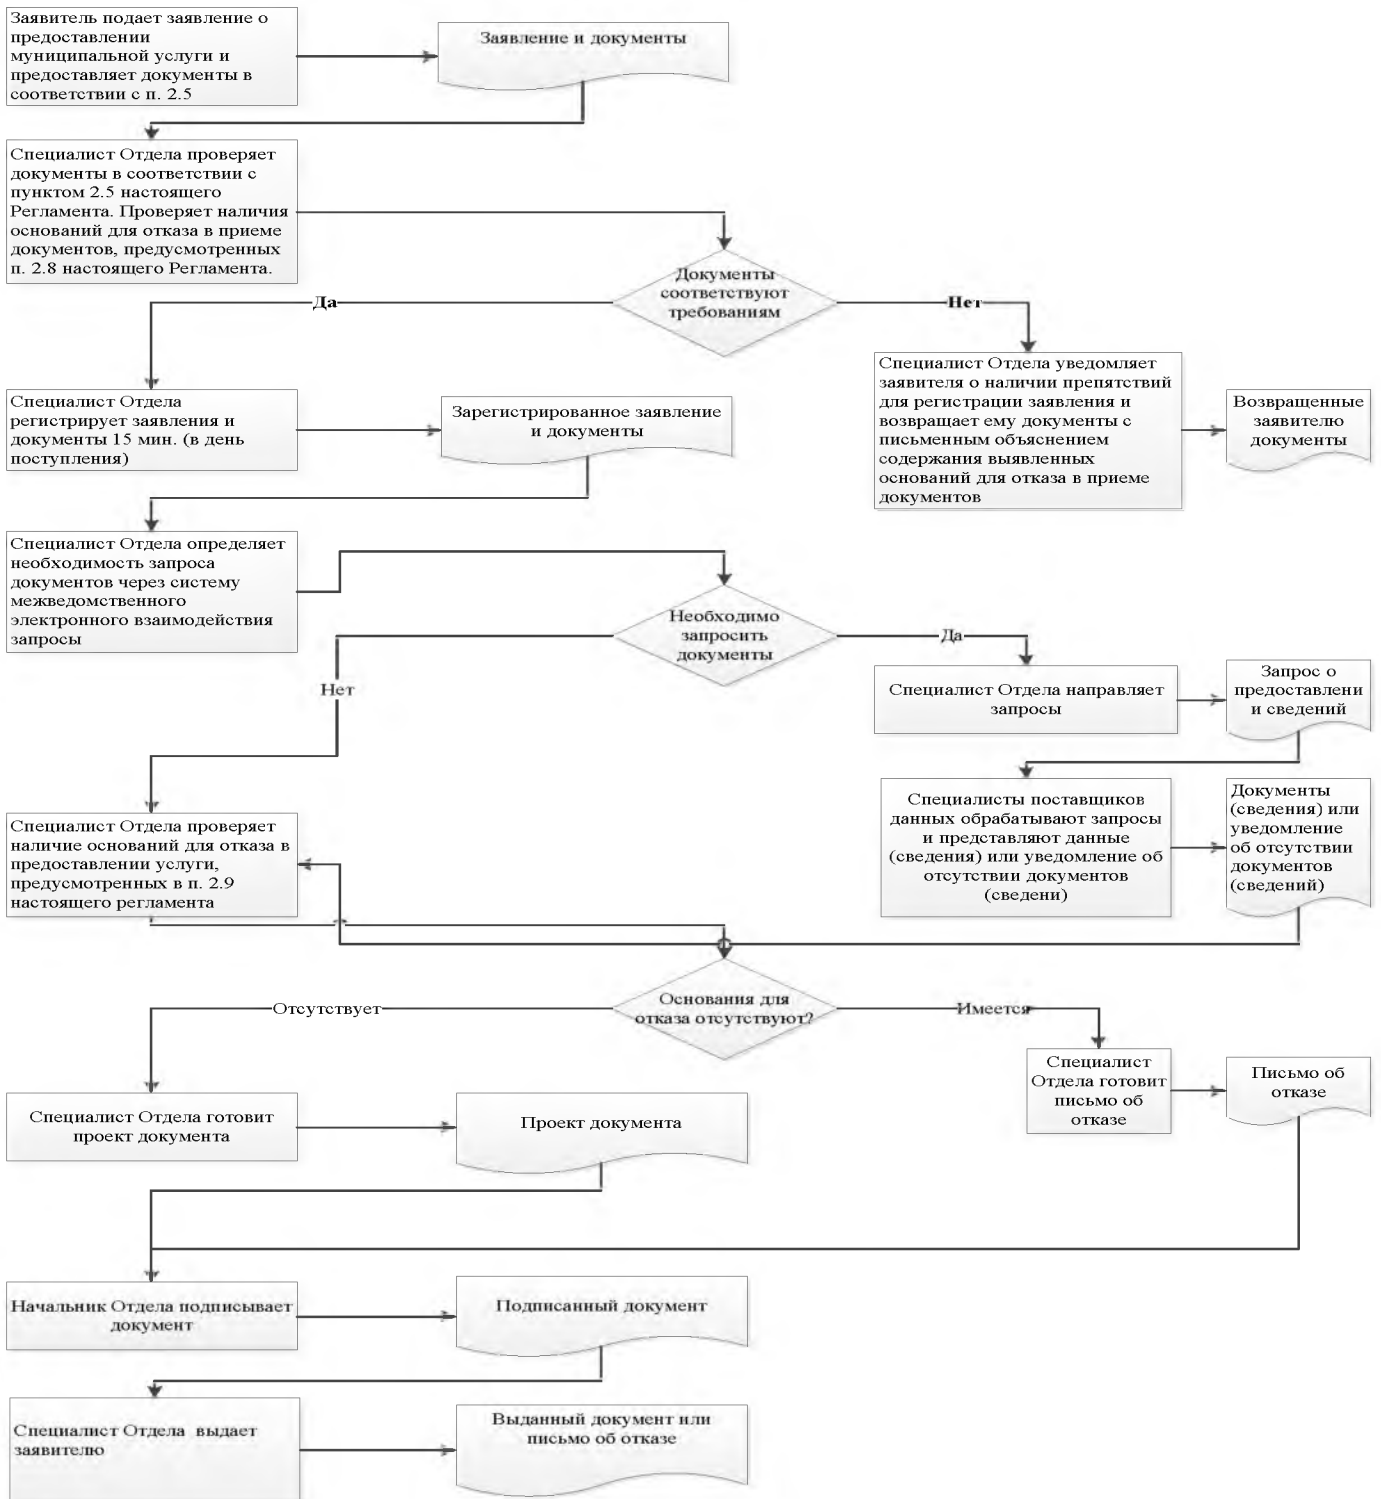 Заявитель подает заявление о
предоставлении
муниципальной услуги и
предоставляет документы в
соответствии с п. 2.5
Заявление и документы
Специалист Отдела проверяет
документы в соответствии с
пунктом 2.5 настоящего
Регламента. Проверяет наличия
оснований для отказа в приеме
документов, предусмотренных
п. 2.8 настоящего Регламента.
Документы
соответствуют
требованиям
Да
Нет
Специалист Отдела
регистрирует заявления и
документы 15 мин. (в день
поступления)
Зарегистрированное заявление
и документы
Специалист Отдела уведомляет
заявителя о наличии препятствий
для регистрации заявления и
возвращает ему документы с
письменным объяснением
содержания выявленных
оснований для отказа в приеме
документов
Возвращенные
заявителю
документы
Специалист Отдела определяет
необходимость запроса
документов через систему
межведомственного
электронного взаимодействия
запросы
Необходимо
запросить
документы
Да
Нет
Специалист Отдела направляет
запросы
Запрос о
предоставлени
и сведений
Специалисты поставщиков
данных обрабатывают запросы
и представляют данные
(сведения) или уведомление об
отсутствии документов
(сведени)
Документы
(сведения) или
уведомление
об отсутствии
документов
(сведений)
Специалист Отдела проверяет
наличие оснований для отказа в
предоставлении услуги,
предусмотренных в п. 2.9
настоящего регламента
Основания для
отказа отсутствуют?
Отсутствует
Имеется
Специалист
Отдела готовит
письмо об
отказе
Письмо об
отказе
Специалист Отдела готовит
проект документа
Проект документа
Начальник Отдела подписывает
документ
Подписанный документ
Специалист Отдела  выдает
заявителю
Выданный документ или
письмо об отказе